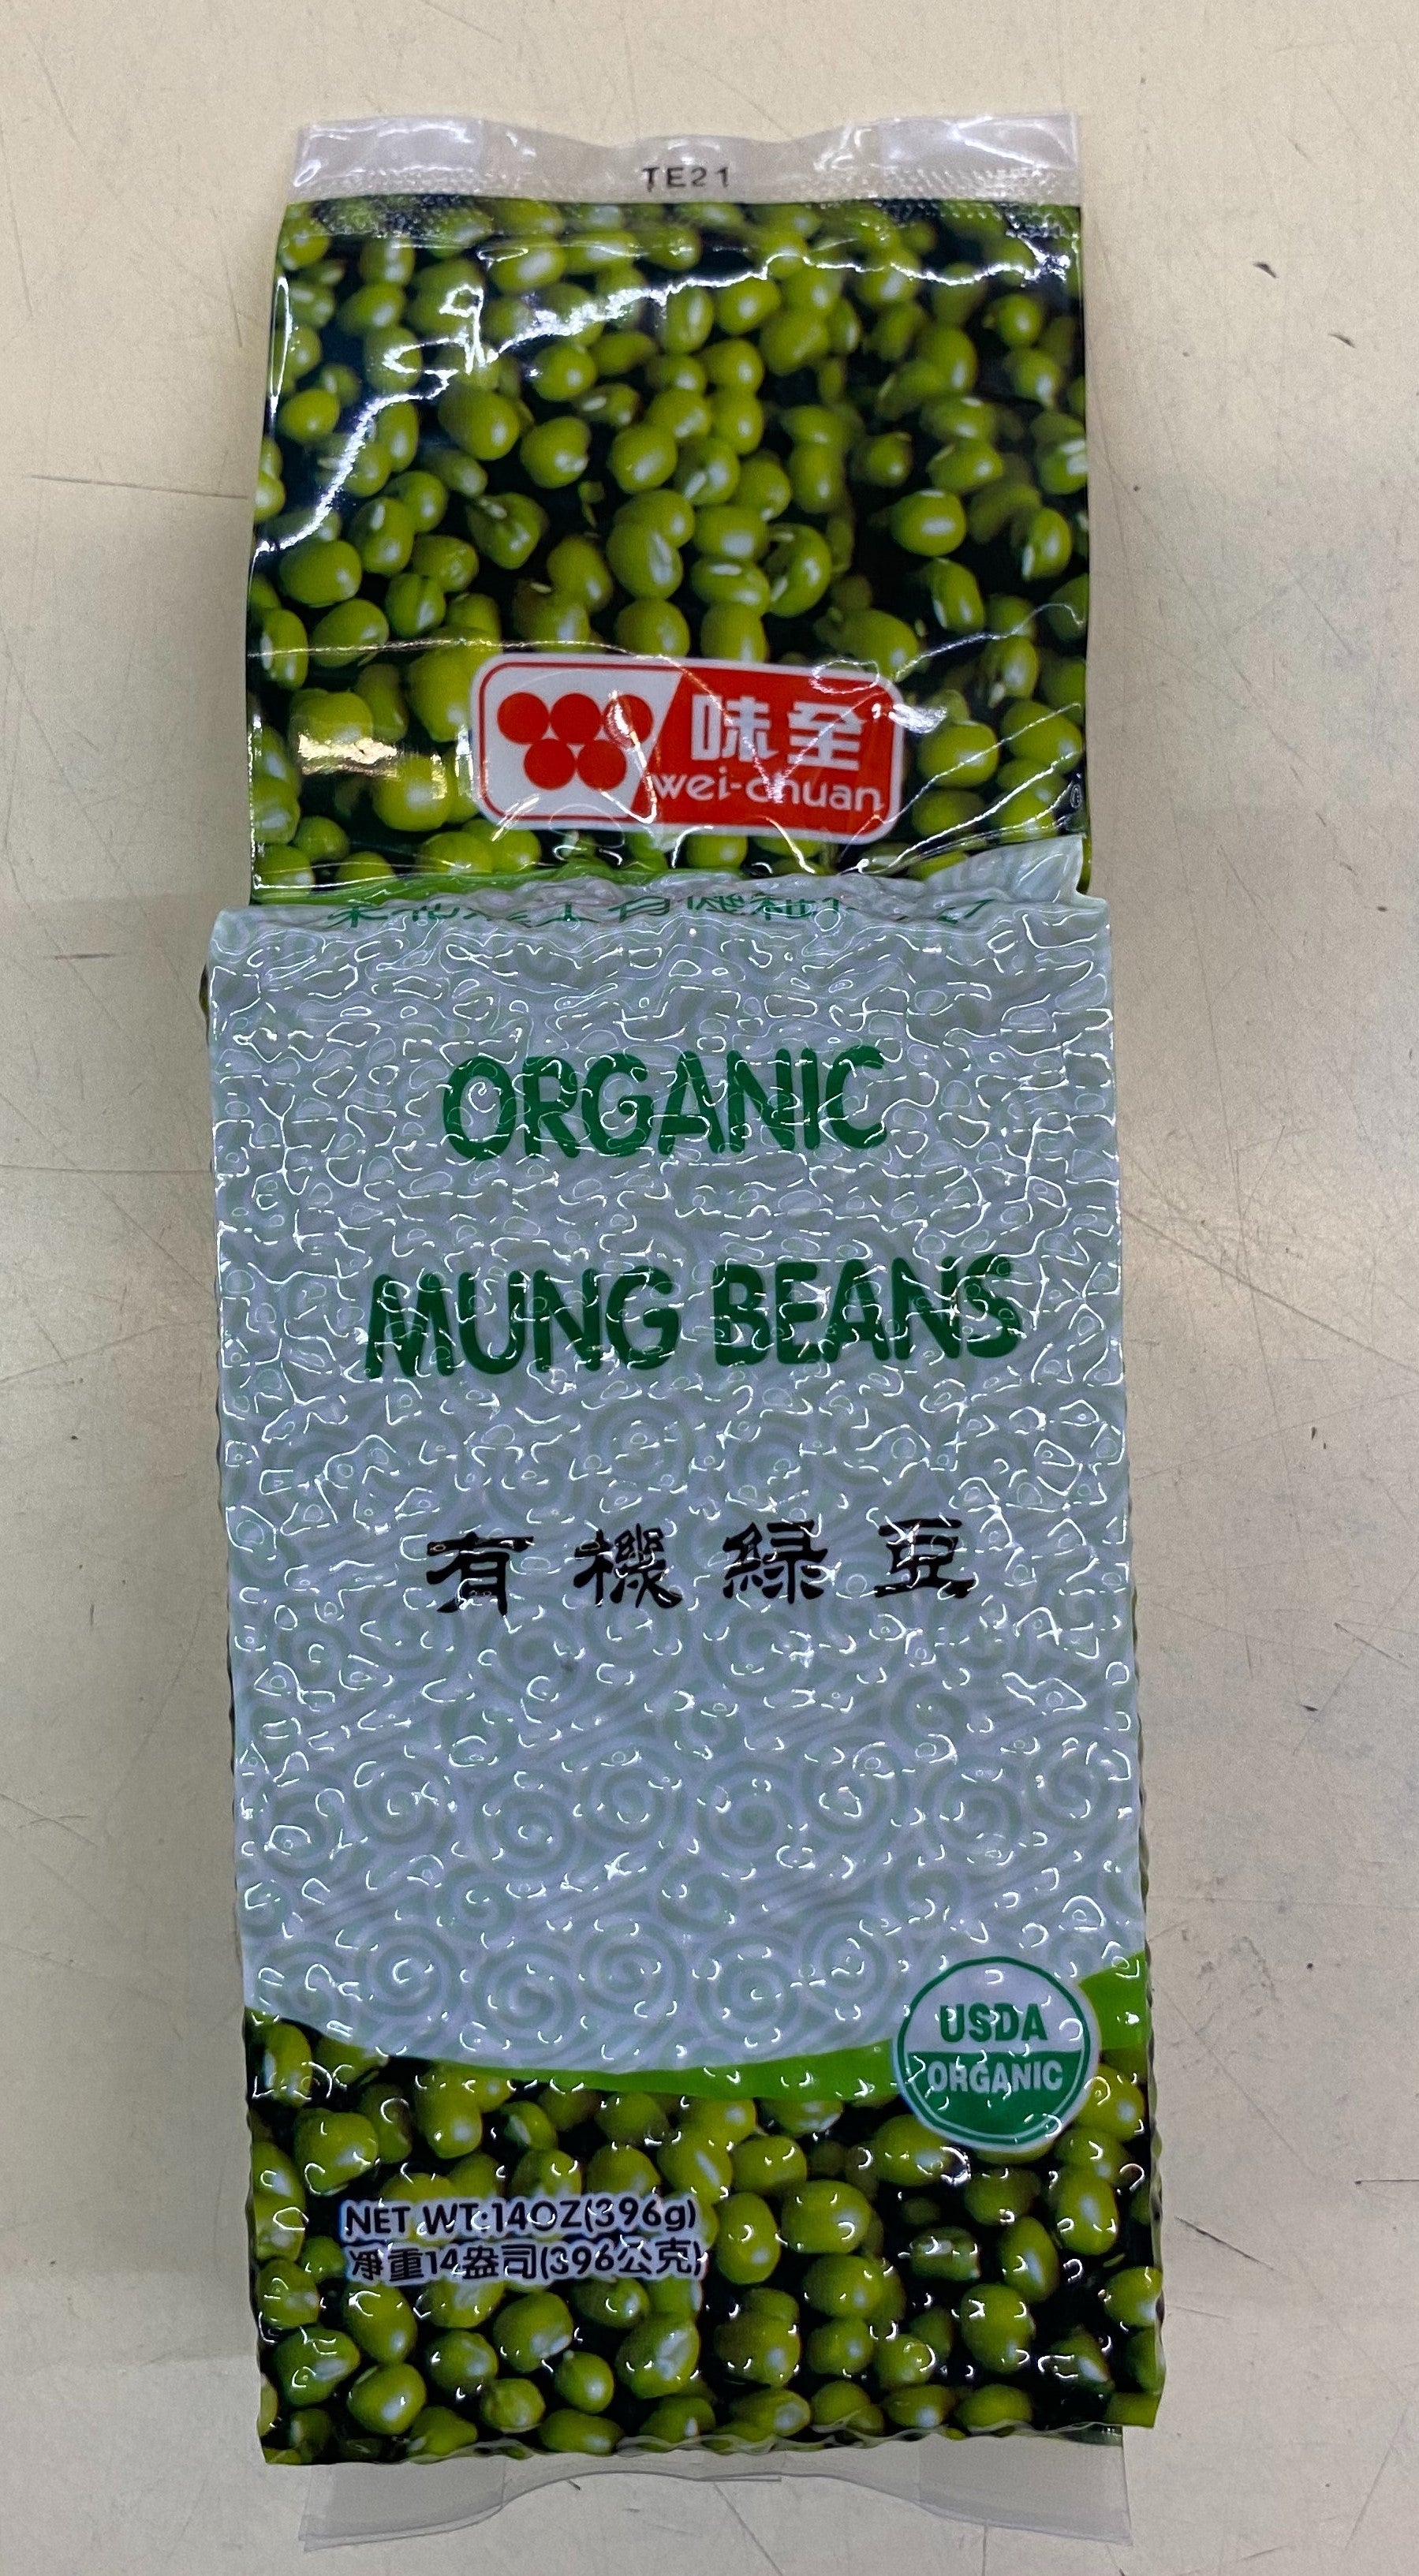 TE21
味全
wei-chuan
®
ORGANIC
MUNG BEANS
有機綠豆
USDA
ORGANIC
NET WT:14OZ(396g)
净重14盎司(396公克)